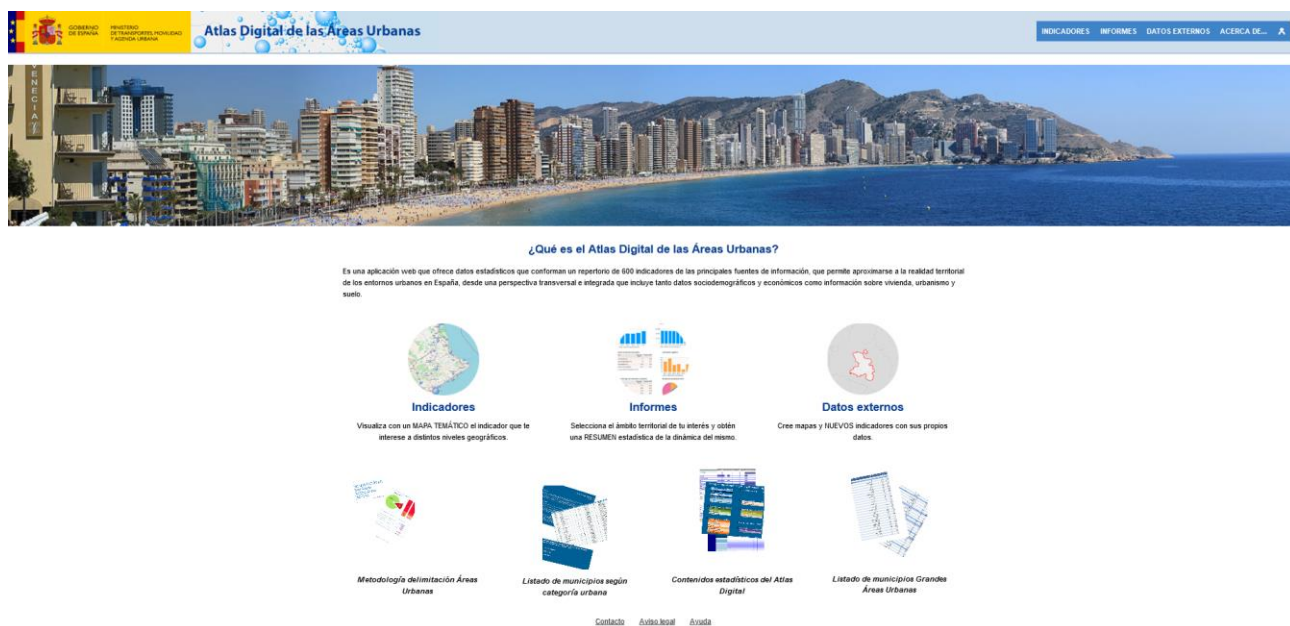 GOBIERNO
DE ESPAÑA
MINISTERIO
DE TRANSPORTES, MOVILIDAD
Y AGENDA URBANA
Atlas Digital de las Áreas Urbanas
INDICADORES INFORMES DATOS EXTERNOS ACERCA DE...
VENECIA
¿Qué es el Atlas Digital de las Áreas Urbanas?
Es una aplicación web que ofrece datos estadísticos que conforman un repertorio de 600 indicadores de las principales fuentes de información, que permite aproximarse a la realidad territorial
de los entornos urbanos en España, desde una perspectiva transversal e integrada que incluye tanto datos sociodemográficos y económicos como información sobre vivienda, urbanismo y
suelo.
Indicadores
Visualiza con un MAPA TEMÁTICO el indicador que te
interese a distintos niveles geográficos.
Informes
Selecciona el ámbito territorial de tu interés y obtén
una RESUMEN estadística de la dinámica del mismo.
Datos externos
Cree mapas y NUEVOS indicadores con sus propios
datos.
Metodología delimitación Áreas
Urbanas
Listado de municipios según
categoría urbana
Contenidos estadísticos del Atlas
Digital
Listado de municipios Grandes
Áreas Urbanas
Contacto Aviso legal Ayuda